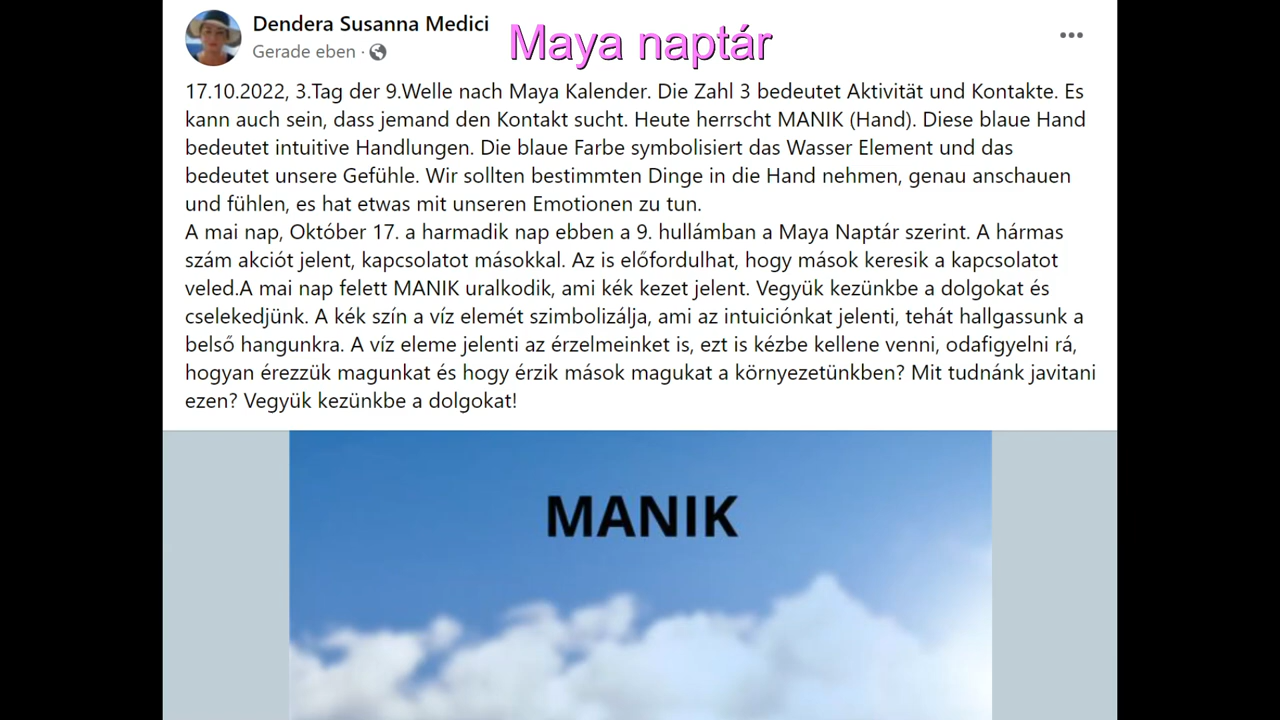 Dendera Susanna Medici
Maya naptár
Gerade eben ·
17.10.2022, 3.Tag der 9.Welle nach Maya Kalender. Die Zahl 3 bedeutet Aktivität und Kontakte. Es
kann auch sein, dass jemand den Kontakt sucht. Heute herrscht MANIK (Hand). Diese blaue Hand
bedeutet intuitive Handlungen. Die blaue Farbe symbolisiert das Wasser Element und das
bedeutet unsere Gefühle. Wir sollten bestimmten Dinge in die Hand nehmen, genau anschauen
und fühlen, es hat etwas mit unseren Emotionen zu tun.
A mai nap, Október 17. a harmadik nap ebben a 9. hullámban a Maya Naptár szerint. A hármas
szám akciót jelent, kapcsolatot másokkal. Az is előfordulhat, hogy mások keresik a kapcsolatot
veled.A mai nap felett MANIK uralkodik, ami kék kezet jelent. Vegyük kezünkbe a dolgokat és
cselekedjünk. A kék szín a víz elemét szimbolizálja, ami az intuiciónkat jelenti, tehát hallgassunk a
belső hangunkra. A víz eleme jelenti az érzelmeinket is, ezt is kézbe kellene venni, odafigyelni rá,
hogyan érezzük magunkat és hogy érzik mások magukat a környezetünkben? Mit tudnánk javitani
ezen? Vegyük kezünkbe a dolgokat!
MANIK